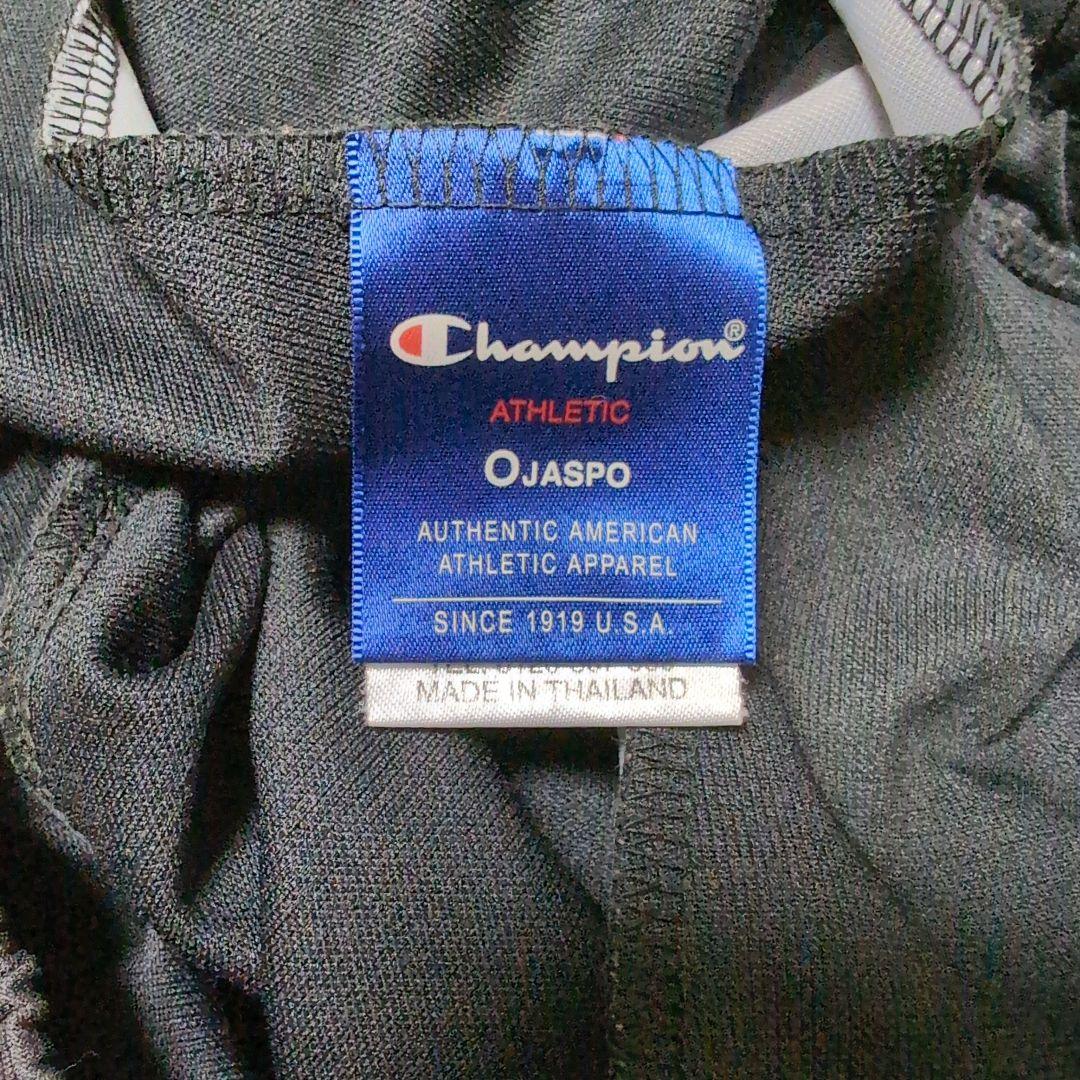 Champion®
ATHLETIC
OJASPO
AUTHENTIC AMERICAN
ATHLETIC APPAREL
SINCE 1919 U.S.A.
MADE IN THAILAND